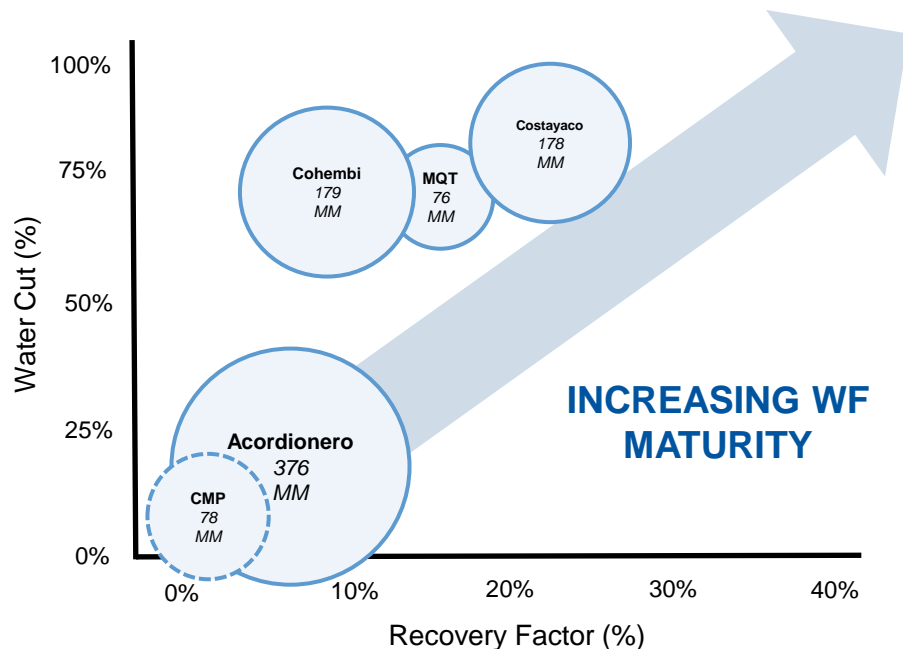 100%
75%
50%
25%
0%
Water Cut (%)
Cohembi
179
MM
MQT
76
MM
Costayaco
178
MM
Acordionero
376
MM
CMP
78
MM
INCREASING WF
MATURITY
0%
10%
20%
30%
40%
Recovery Factor (%)